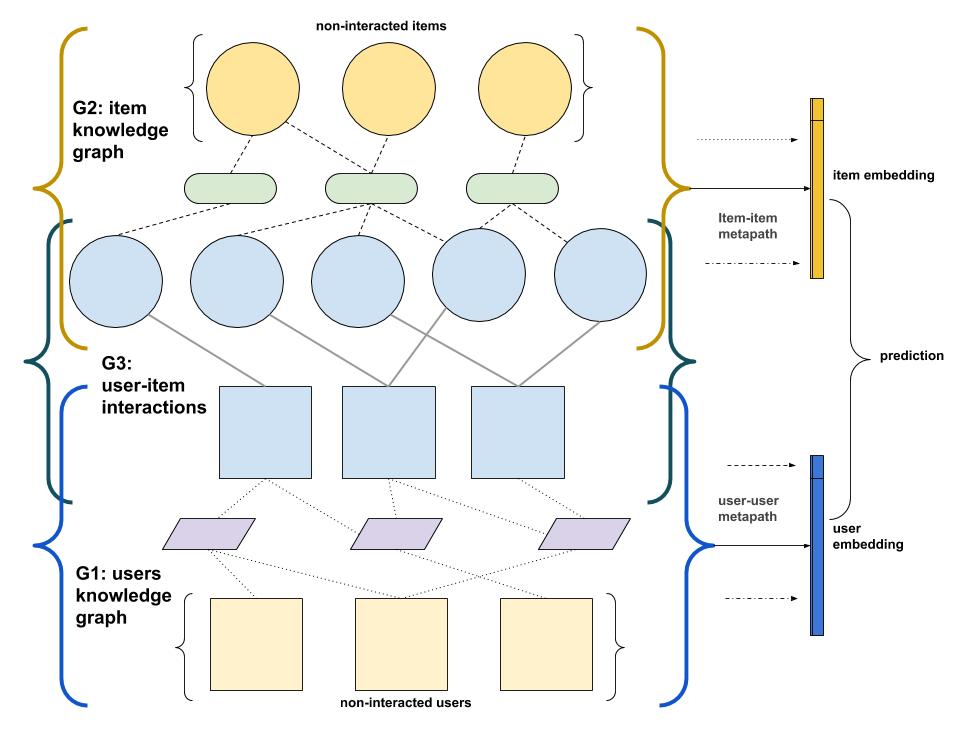 non-interacted items
G2: item
knowledge
graph
item embedding
Item-item
metapath
prediction
G3:
user-item
interactions
user-user
metapath
user
embedding
G1: users
knowledge
graph
non-interacted users